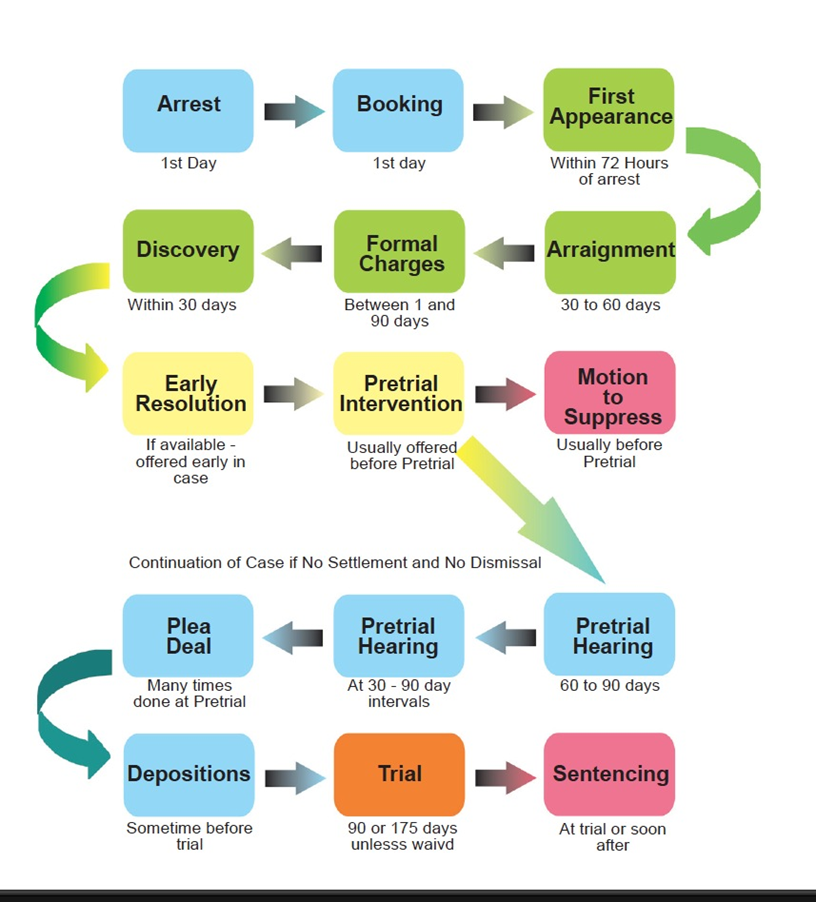 Arrest
1st Day
Booking
1st day
First
Appearance
Within 72 Hours
of arrest
Arraignment
30 to 60 days
Formal
Charges
Between 1 and
90 days
Discovery
Within 30 days
Early
Resolution
If available -
offered early in
case
Pretrial
Intervention
Usually offered
before Pretrial
Motion
to
Suppress
Usually before
Pretrial
Continuation of Case if No Settlement and No Dismissal
Pretrial
Hearing
60 to 90 days
Pretrial
Hearing
At 30 - 90 day
intervals
Plea
Deal
Many times
done at Pretrial
Depositions
Sometime before
trial
Trial
90 or 175 days
unlesss waivd
Sentencing
At trial or soon
after